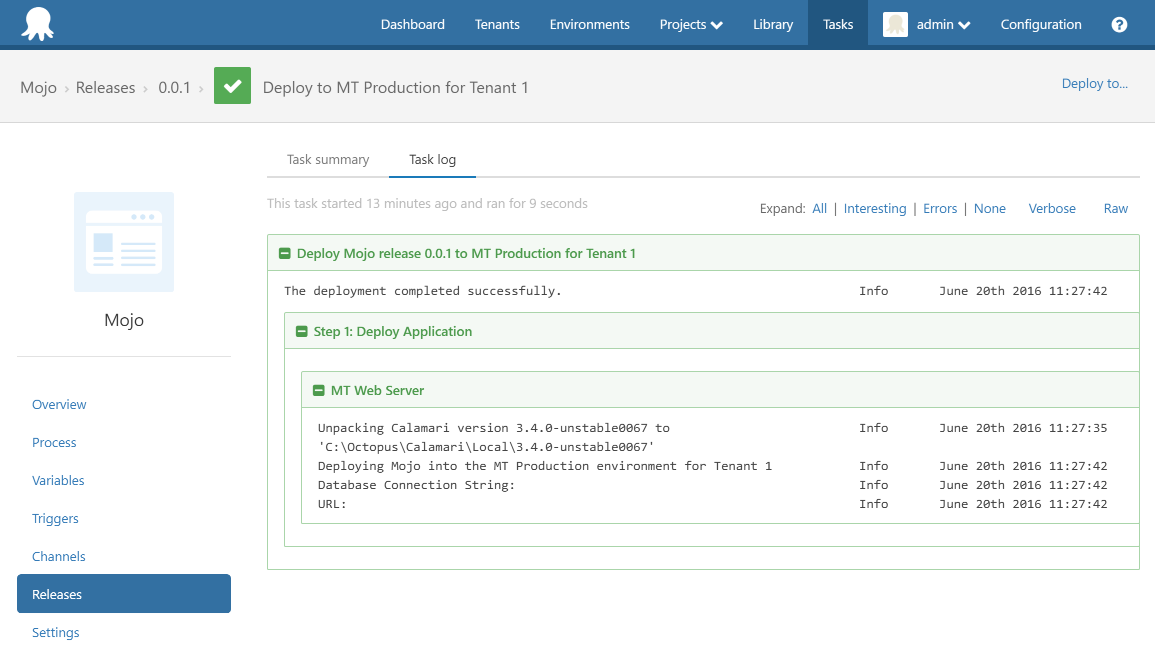 Dashboard Tenants Environments Projects Library Tasks admin Configuration ?
Mojo › Releases › 0.0.1 › Deploy to MT Production for Tenant 1 Deploy to...
Task summary Task log
This task started 13 minutes ago and ran for 9 seconds
Expand: All | Interesting | Errors | None Verbose Raw
Deploy Mojo release 0.0.1 to MT Production for Tenant 1
The deployment completed successfully. Info June 20th 2016 11:27:42
Step 1: Deploy Application
MT Web Server
Unpacking Calamari version 3.4.0-unstable0067 to Info June 20th 2016 11:27:35
'C:\Octopus\Calamari\Local\3.4.0-unstable0067'
Deploying Mojo into the MT Production environment for Tenant 1 Info June 20th 2016 11:27:42
Database Connection String: Info June 20th 2016 11:27:42
URL: Info June 20th 2016 11:27:42
Mojo
Overview
Process
Variables
Triggers
Channels
Releases
Settings